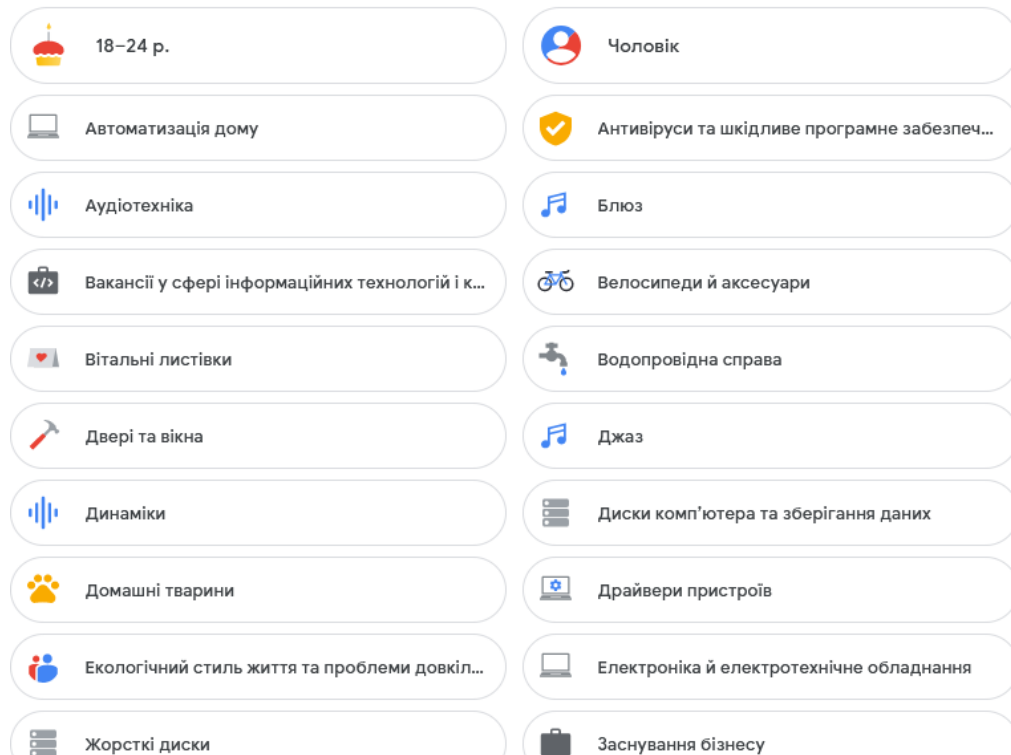 18–24 р.
Чоловік
Автоматизація дому
Антивіруси та шкідливе програмне забезпеч...
Аудіотехніка
Блюз
Вакансії у сфері інформаційних технологій і к...
Велосипеди й аксесуари
Вітальні листівки
Водопровідна справа
Двері та вікна
Джаз
Динаміки
Диски комп’ютера та зберігання даних
Домашні тварини
Драйвери пристроїв
Екологічний стиль життя та проблеми довкіл...
Електроніка й електротехнічне обладнання
Жорсткі диски
Заснування бізнесу